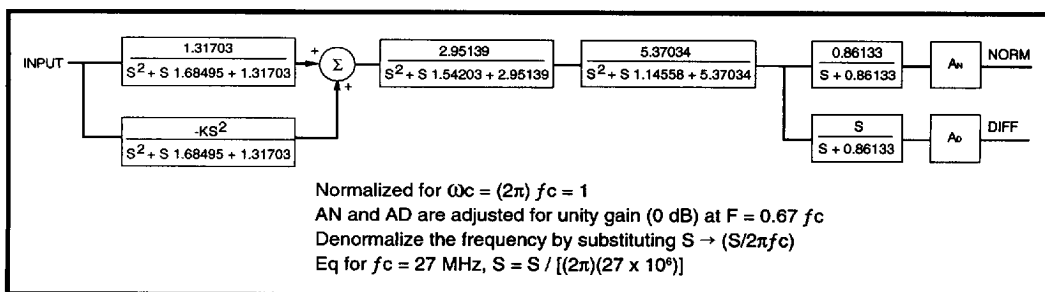 1.31703
S2 + S 1.68495 + 1.31703
INPUT
+
Σ
+
-KS2
S2 + S 1.68495 + 1.31703
2.95139
S2 + S 1.54203 + 2.95139
5.37034
S2 + S 1.14558 + 5.37034
0.86133
S + 0.86133
AN
NORM
S
S + 0.86133
AD
DIFF
Normalized for ωc = (2π) ƒc = 1
AN and AD are adjusted for unity gain (0 dB) at F = 0.67 ƒc
Denormalize the frequency by substituting S → (S/2πƒc)
Eq for ƒc = 27 MHz, S = S / [(2π)(27 x 10⁶)]